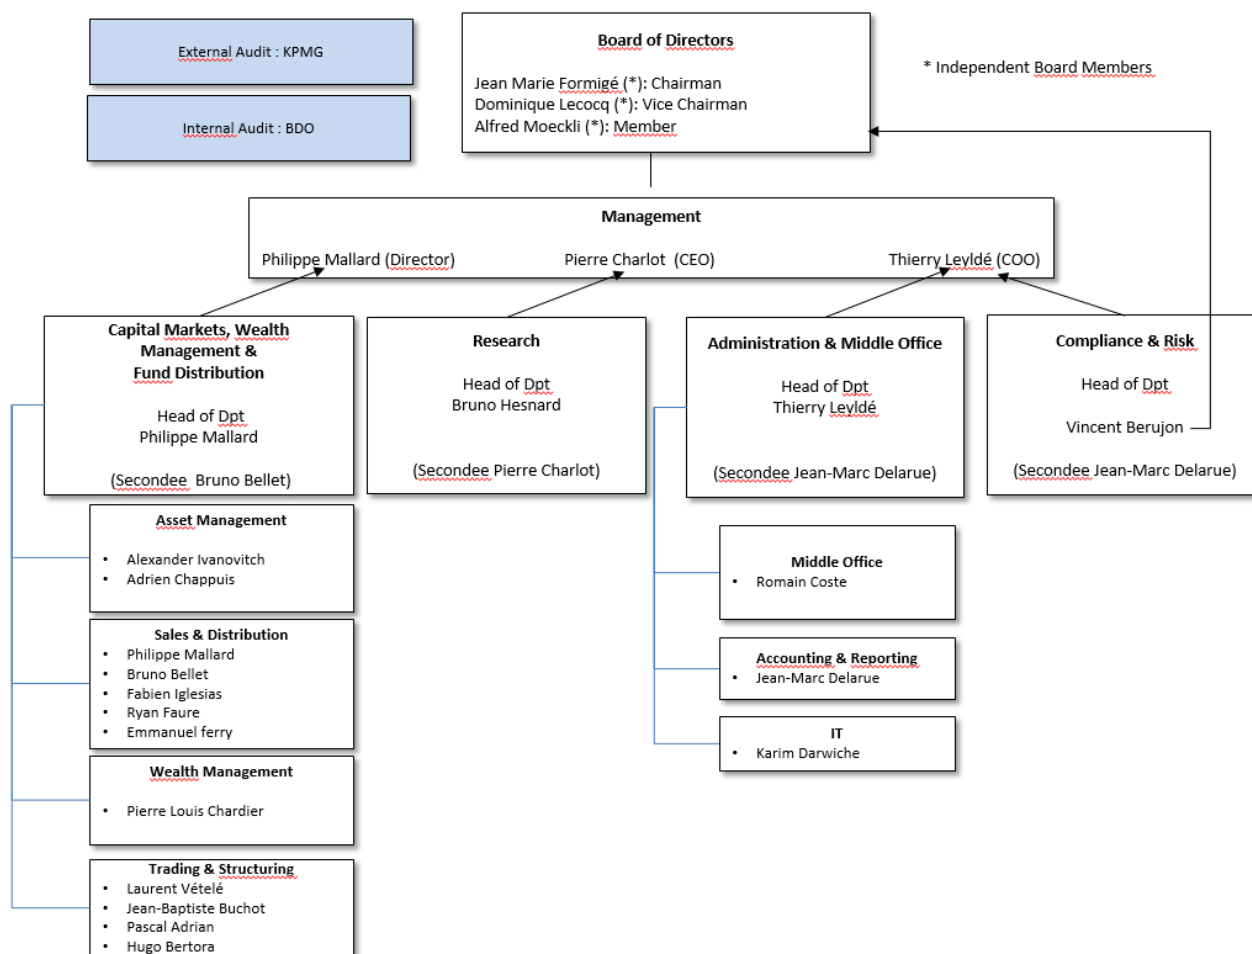 External Audit : KPMG
Internal Audit : BDO
Board of Directors
Jean Marie Formigé (*): Chairman
Dominique Lecocq (*): Vice Chairman
Alfred Moeckli (*): Member
* Independent Board Members
Management
Philippe Mallard (Director)
Pierre Charlot  (CEO)
Thierry Leyldé (COO)
Capital Markets, Wealth
Management &
Fund Distribution
Head of Dpt
Philippe Mallard
(Secondee  Bruno Bellet)
Research
Head of Dpt
Bruno Hesnard
(Secondee Pierre Charlot)
Administration & Middle Office
Head of Dpt
Thierry Leyldé
(Secondee Jean-Marc Delarue)
Compliance & Risk
Head of Dpt
Vincent Berujon
(Secondee Jean-Marc Delarue)
Asset Management
• Alexander Ivanovitch
• Adrien Chappuis
Sales & Distribution
• Philippe Mallard
• Bruno Bellet
• Fabien Iglesias
• Ryan Faure
• Emmanuel ferry
Wealth Management
• Pierre Louis Chardier
Trading & Structuring
• Laurent Vételé
• Jean-Baptiste Buchot
• Pascal Adrian
• Hugo Bertora
Middle Office
• Romain Coste
Accounting & Reporting
• Jean-Marc Delarue
IT
• Karim Darwiche